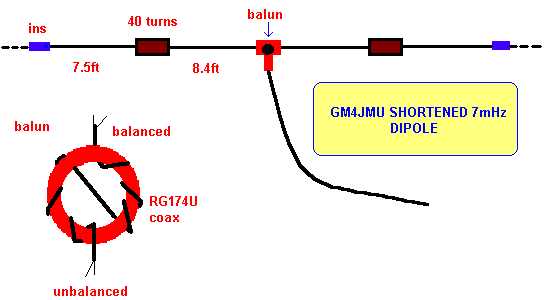 balun
ins
40 turns
7.5ft
8.4ft
GM4JMU SHORTENED 7mHz
DIPOLE
balun
balanced
RG174U
coax
unbalanced